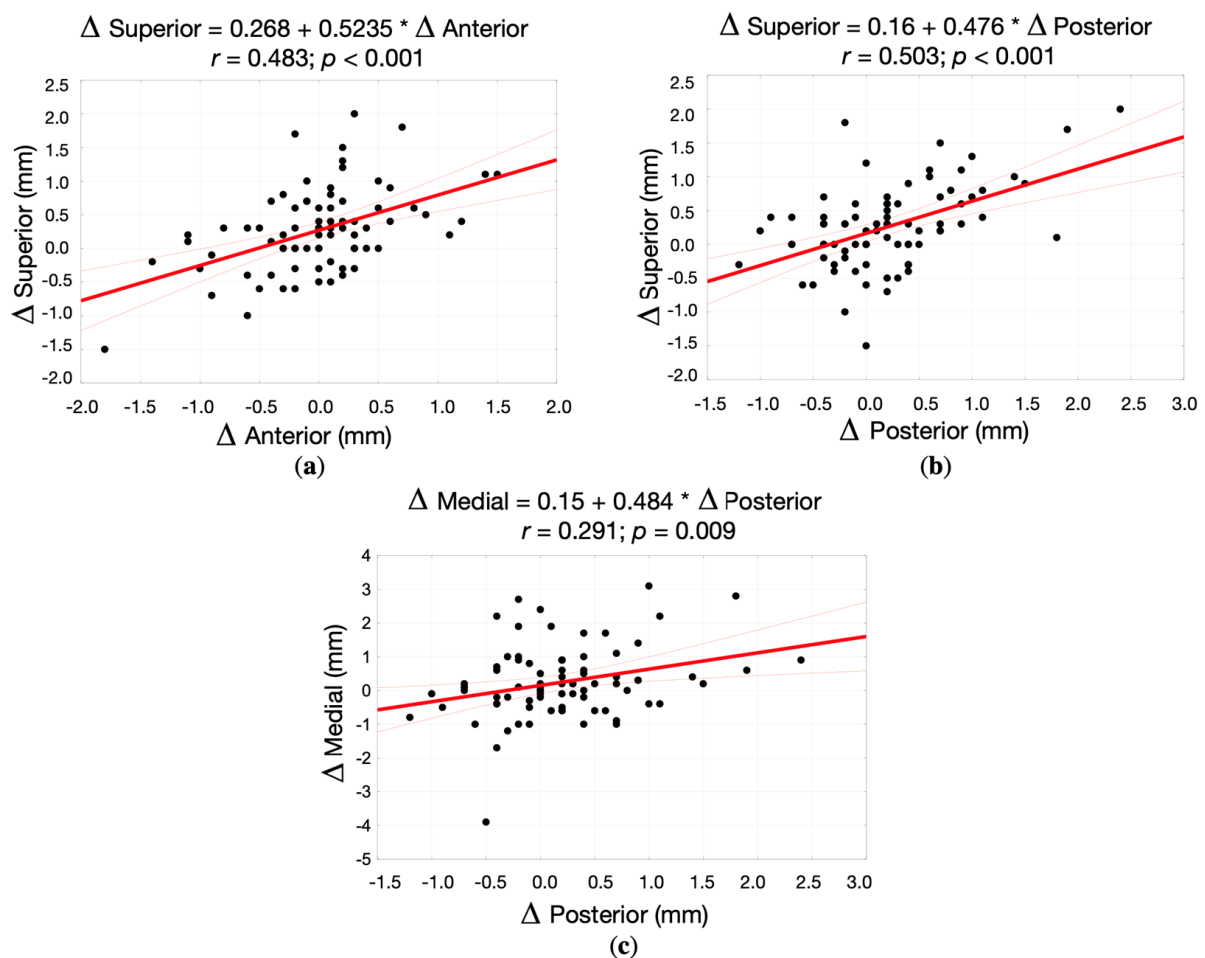 Δ Superior = 0.268 + 0.5235 * Δ Anterior
r = 0.483; p < 0.001
2.5
2.0
1.5
1.0
0.5
0.0
-0.5
-1.0
-1.5
-2.0
Δ Superior (mm)
-2.0 -1.5 -1.0 -0.5 0.0 0.5 1.0 1.5 2.0
Δ Anterior (mm)
(a)
Δ Superior = 0.16 + 0.476 * Δ Posterior
r = 0.503; p < 0.001
2.5
2.0
1.5
1.0
0.5
0.0
-0.5
-1.0
-1.5
-2.0
Δ Superior (mm)
-1.5 -1.0 -0.5 0.0 0.5 1.0 1.5 2.0 2.5 3.0
Δ Posterior (mm)
(b)
Δ Medial = 0.15 + 0.484 * Δ Posterior
r = 0.291; p = 0.009
4
3
2
1
0
-1
-2
-3
-4
-5
Δ Medial (mm)
-1.5 -1.0 -0.5 0.0 0.5 1.0 1.5 2.0 2.5 3.0
Δ Posterior (mm)
(c)